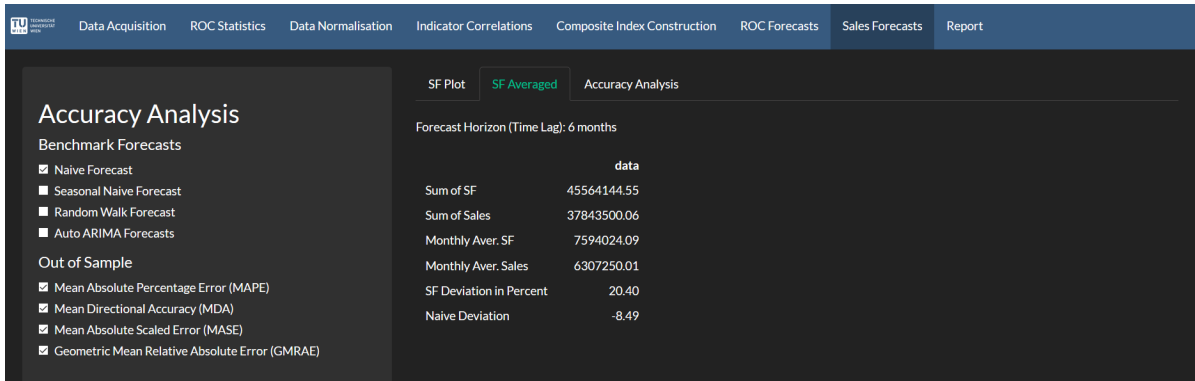 TU WIEN TECHNISCHE UNIVERSITÄT WIEN
Data Acquisition ROC Statistics Data Normalisation Indicator Correlations Composite Index Construction ROC Forecasts Sales Forecasts Report
Accuracy Analysis
Benchmark Forecasts
Naive Forecast
Seasonal Naive Forecast
Random Walk Forecast
Auto ARIMA Forecasts
Out of Sample
Mean Absolute Percentage Error (MAPE)
Mean Directional Accuracy (MDA)
Mean Absolute Scaled Error (MASE)
Geometric Mean Relative Absolute Error (GMRAE)
SF Plot SF Averaged Accuracy Analysis
Forecast Horizon (Time Lag): 6 months
data
Sum of SF 45564144.55
Sum of Sales 37843500.06
Monthly Aver. SF 7594024.09
Monthly Aver. Sales 6307250.01
SF Deviation in Percent 20.40
Naive Deviation -8.49